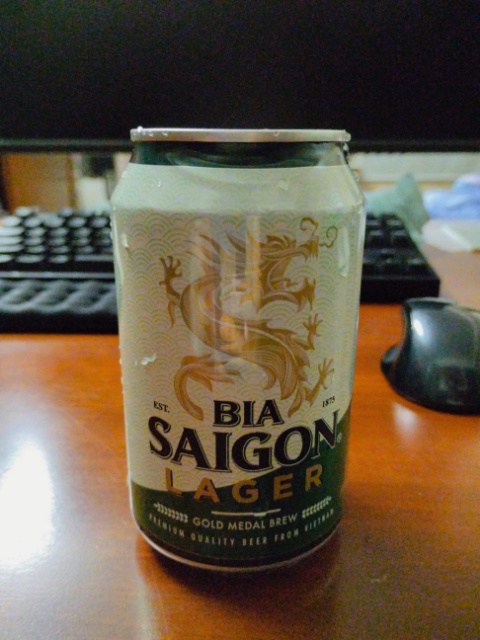 EST. 1875
BIA
SAIGON®
LAGER
GOLD MEDAL BREW
PREMIUM QUALITY BEER FROM VIETNAM